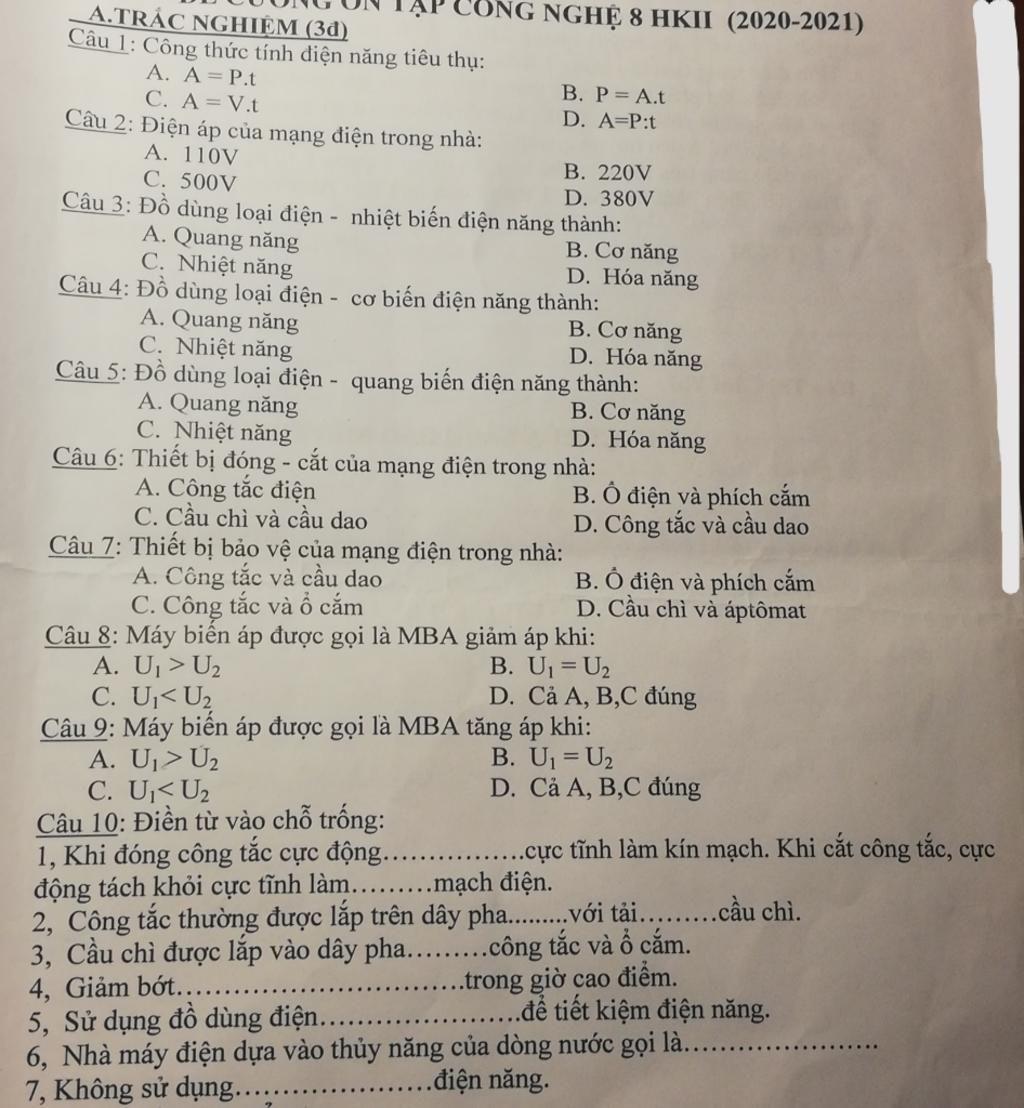 TẬP CÔNG NGHỆ 8 HKII (2020-2021)
A.TRẮC NGHIỆM (3đ)
Câu 1: Công thức tính điện năng tiêu thụ:
A. A = P.t
B. P = A.t
C. A = V.t
D. A=P:t
Câu 2: Điện áp của mạng điện trong nhà:
A. 110V
B. 220V
C. 500V
D. 380V
Câu 3: Đồ dùng loại điện - nhiệt biến điện năng thành:
A. Quang năng
B. Cơ năng
C. Nhiệt năng
D. Hóa năng
Câu 4: Đồ dùng loại điện - cơ biến điện năng thành:
A. Quang năng
B. Cơ năng
C. Nhiệt năng
D. Hóa năng
Câu 5: Đồ dùng loại điện - quang biến điện năng thành:
A. Quang năng
B. Cơ năng
C. Nhiệt năng
D. Hóa năng
Câu 6: Thiết bị đóng - cắt của mạng điện trong nhà:
A. Công tắc điện
B. Ổ điện và phích cắm
C. Cầu chì và cầu dao
D. Công tắc và cầu dao
Câu 7: Thiết bị bảo vệ của mạng điện trong nhà:
A. Công tắc và cầu dao
B. Ổ điện và phích cắm
C. Công tắc và ổ cắm
D. Cầu chì và áptômat
Câu 8: Máy biến áp được gọi là MBA giảm áp khi:
A. U₁ > U₂
B. U₁ = U₂
C. U₁< U₂
D. Cả A, B,C đúng
Câu 9: Máy biến áp được gọi là MBA tăng áp khi:
A. U₁> U₂
B. U₁ = U₂
C. U₁< U₂
D. Cả A, B,C đúng
Câu 10: Điền từ vào chỗ trống:
1, Khi đóng công tắc cực động................cực tĩnh làm kín mạch. Khi cắt công tắc, cực
động tách khỏi cực tĩnh làm.........mạch điện.
2, Công tắc thường được lắp trên dây pha.........với tải.........cầu chì.
3, Cầu chì được lắp vào dây pha.........công tắc và ổ cắm.
4, Giảm bớt................................trong giờ cao điểm.
5, Sử dụng đồ dùng điện.......................để tiết kiệm điện năng.
6, Nhà máy điện dựa vào thủy năng của dòng nước gọi là......................
7, Không sử dụng......................điện năng.